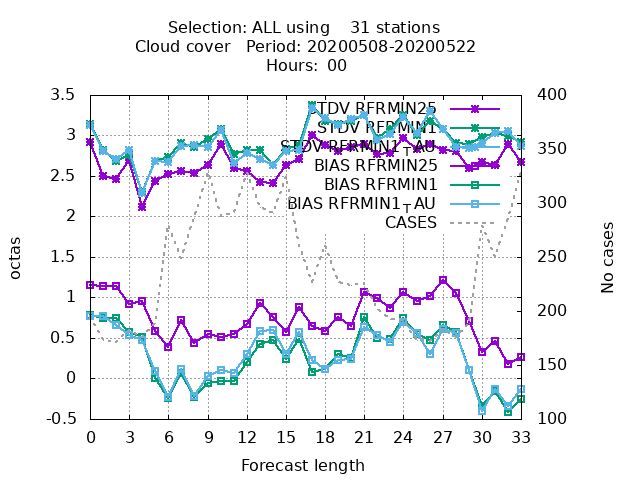 Selection: ALL using 31 stations
Cloud cover Period: 20200508-20200522
Hours: 00
3.5
3
2.5
2
1.5
1
0.5
0
-0.5
400
350
300
250
200
150
100
octas
No cases
STDV RFRMIN25
STDV RFRMIN1
STDV RFRMIN1_AU
BIAS RFRMIN25
BIAS RFRMIN1
BIAS RFRMIN1_AU
CASES
0 3 6 9 12 15 18 21 24 27 30 33
Forecast length